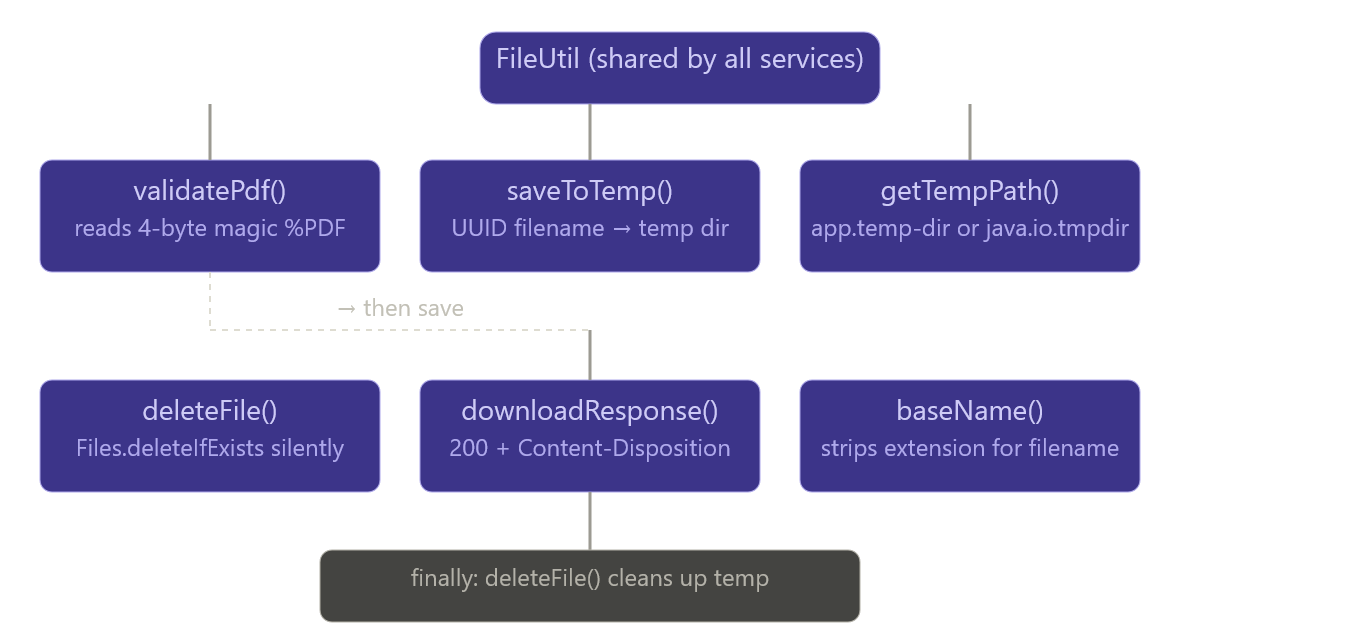 FileUtil (shared by all services)
validatePdf()
reads 4-byte magic %PDF
saveToTemp()
UUID filename → temp dir
getTempPath()
app.temp-dir or java.io.tmpdir
→ then save
deleteFile()
Files.deleteIfExists silently
downloadResponse()
200 + Content-Disposition
baseName()
strips extension for filename
finally: deleteFile() cleans up temp